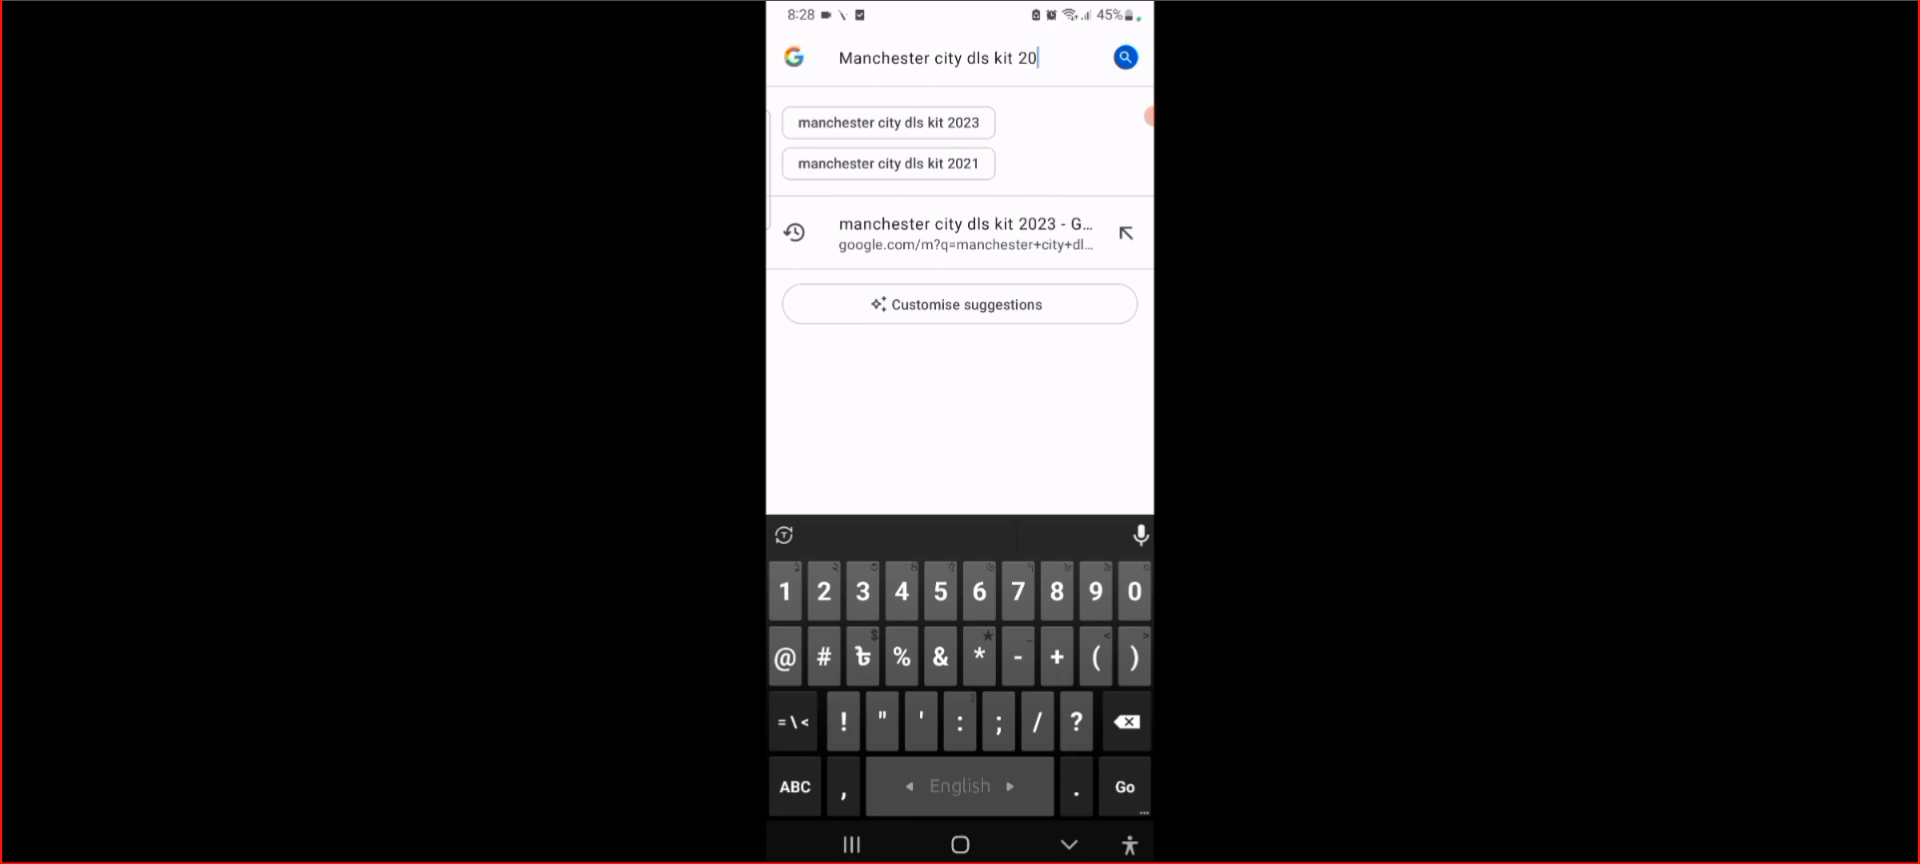 8:28 45%
Manchester city dls kit 20
manchester city dls kit 2023
manchester city dls kit 2021
manchester city dls kit 2023 - G...
google.com/m?q=manchester+city+dl...
Customise suggestions
1 2 3 4 5 6 7 8 9 0
@ # ৳ % & * - + ( )
= \ < ! " ' : ; / ?
ABC , English . Go